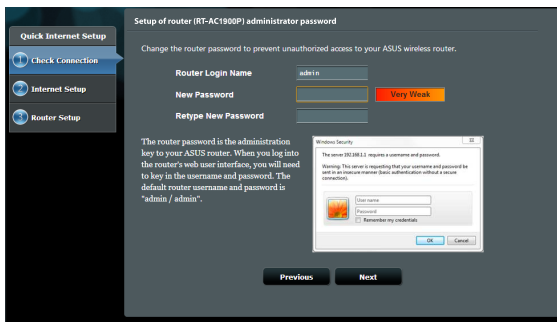 Setup of router (RT-AC1900P) administrator password
Quick Internet Setup
1 Check Connection
2 Internet Setup
3 Router Setup
Change the router password to prevent unauthorized access to your ASUS wireless router.
Router Login Name admin
New Password Very Weak
Retype New Password
The router password is the administration
key to your ASUS router. When you log into
the router's web user interface, you will need
to key in the username and password. The
default router username and password is
"admin / admin".
Windows Security
The server 192.168.1.1 requires a username and password.
Warning: This server is requesting that your username and password be
sent in an insecure manner (basic authentication without a secure
connection).
User name
Password
Remember my credentials
OK Cancel
Previous Next